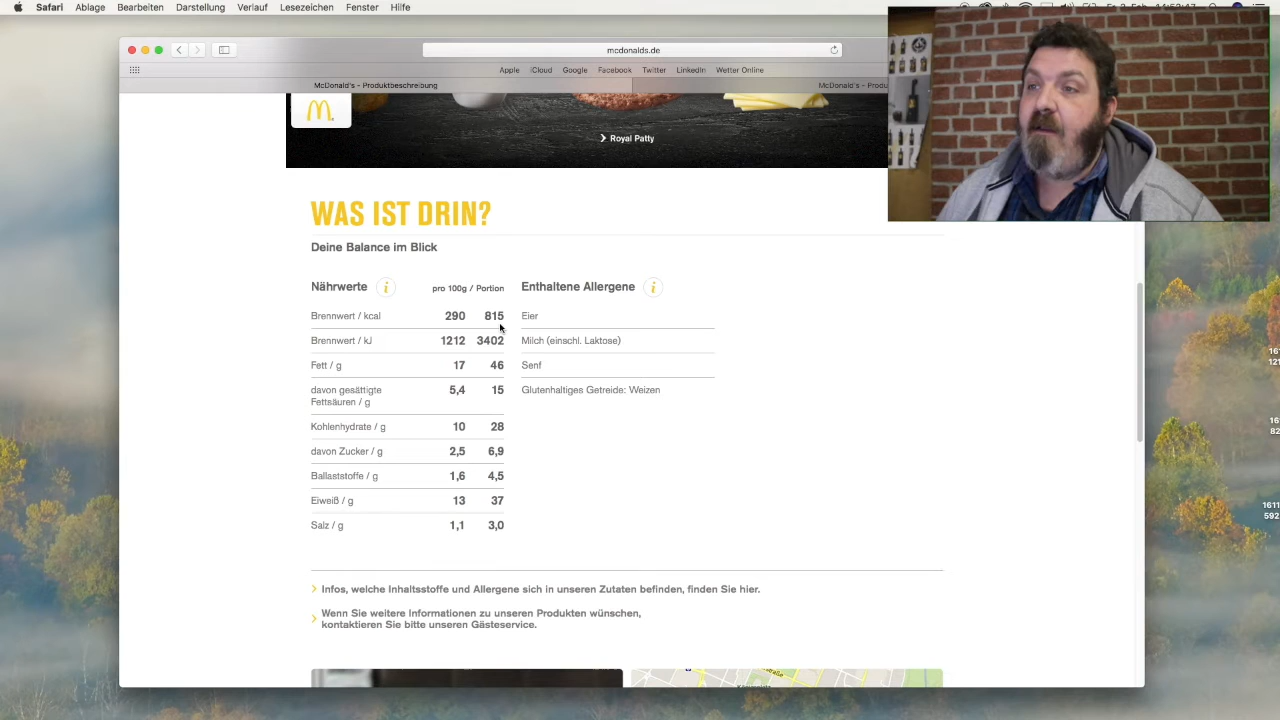 Safari Ablage Bearbeiten Darstellung Verlauf Lesezeichen Fenster Hilfe
mcdonalds.de
Apple iCloud Google Facebook Twitter LinkedIn Wetter Online
McDonald's – Produktbeschreibung McDonald's – Produ
Royal Patty
WAS IST DRIN?
Deine Balance im Blick
Nährwerte i pro 100g / Portion Enthaltene Allergene i
Brennwert / kcal 290 815 Eier
Brennwert / kJ 1212 3402 Milch (einschl. Laktose)
Fett / g 17 46 Senf
davon gesättigte 5,4 15 Glutenhaltiges Getreide: Weizen
Fettsäuren / g
Kohlenhydrate / g 10 28
davon Zucker / g 2,5 6,9
Ballaststoffe / g 1,6 4,5
Eiweiß / g 13 37
Salz / g 1,1 3,0
Infos, welche Inhaltsstoffe und Allergene sich in unseren Zutaten befinden, finden Sie hier.
Wenn Sie weitere Informationen zu unseren Produkten wünschen,
kontaktieren Sie bitte unseren Gästeservice.